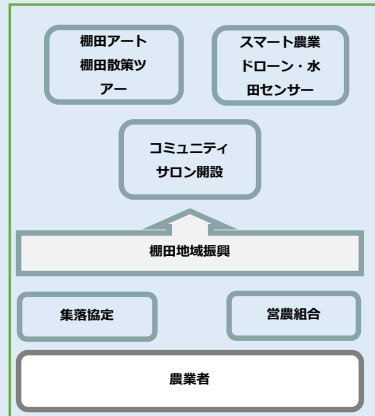 棚田アート
棚田散策ツ
アー
スマート農業
ドローン・水
田センサー
コミュニティ
サロン開設
棚田地域振興
集落協定
営農組合
農業者